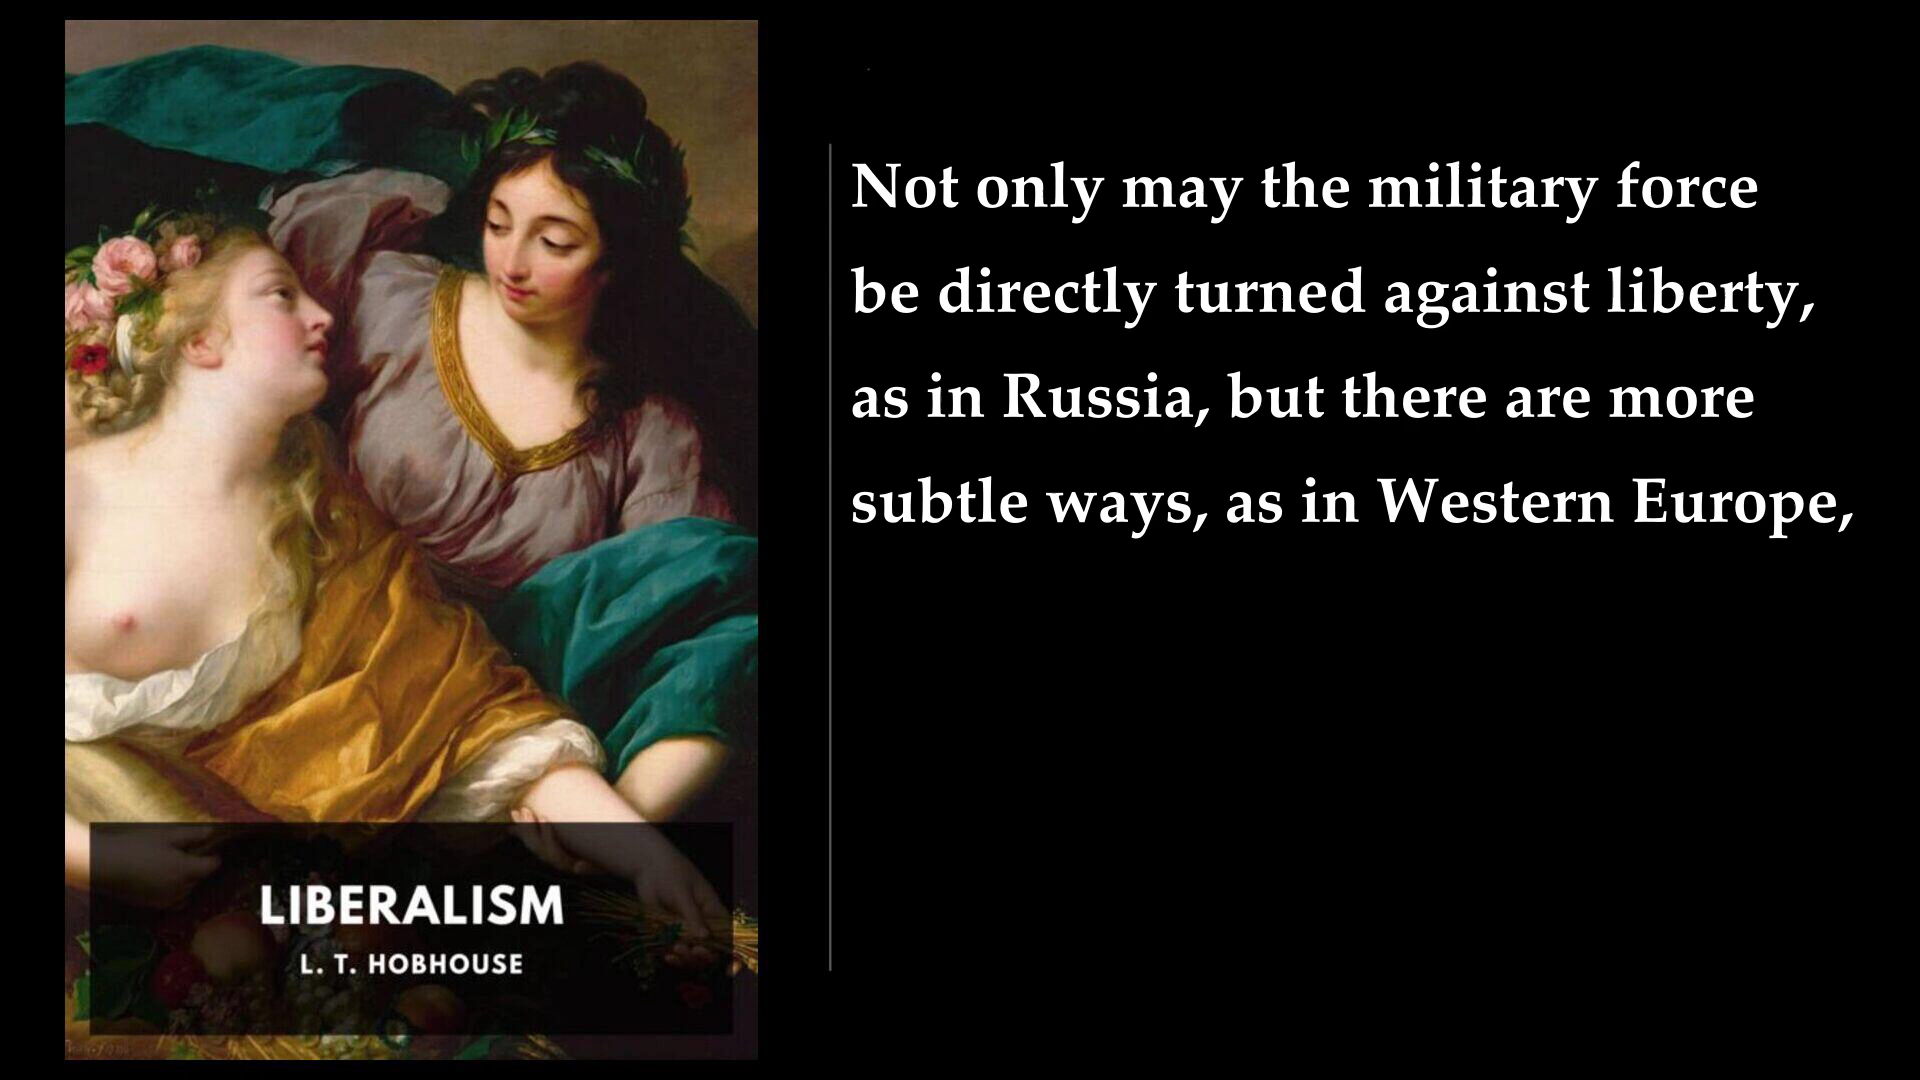 Not only may the military force
be directly turned against liberty,
as in Russia, but there are more
subtle ways, as in Western Europe,
LIBERALISM
L. T. HOBHOUSE